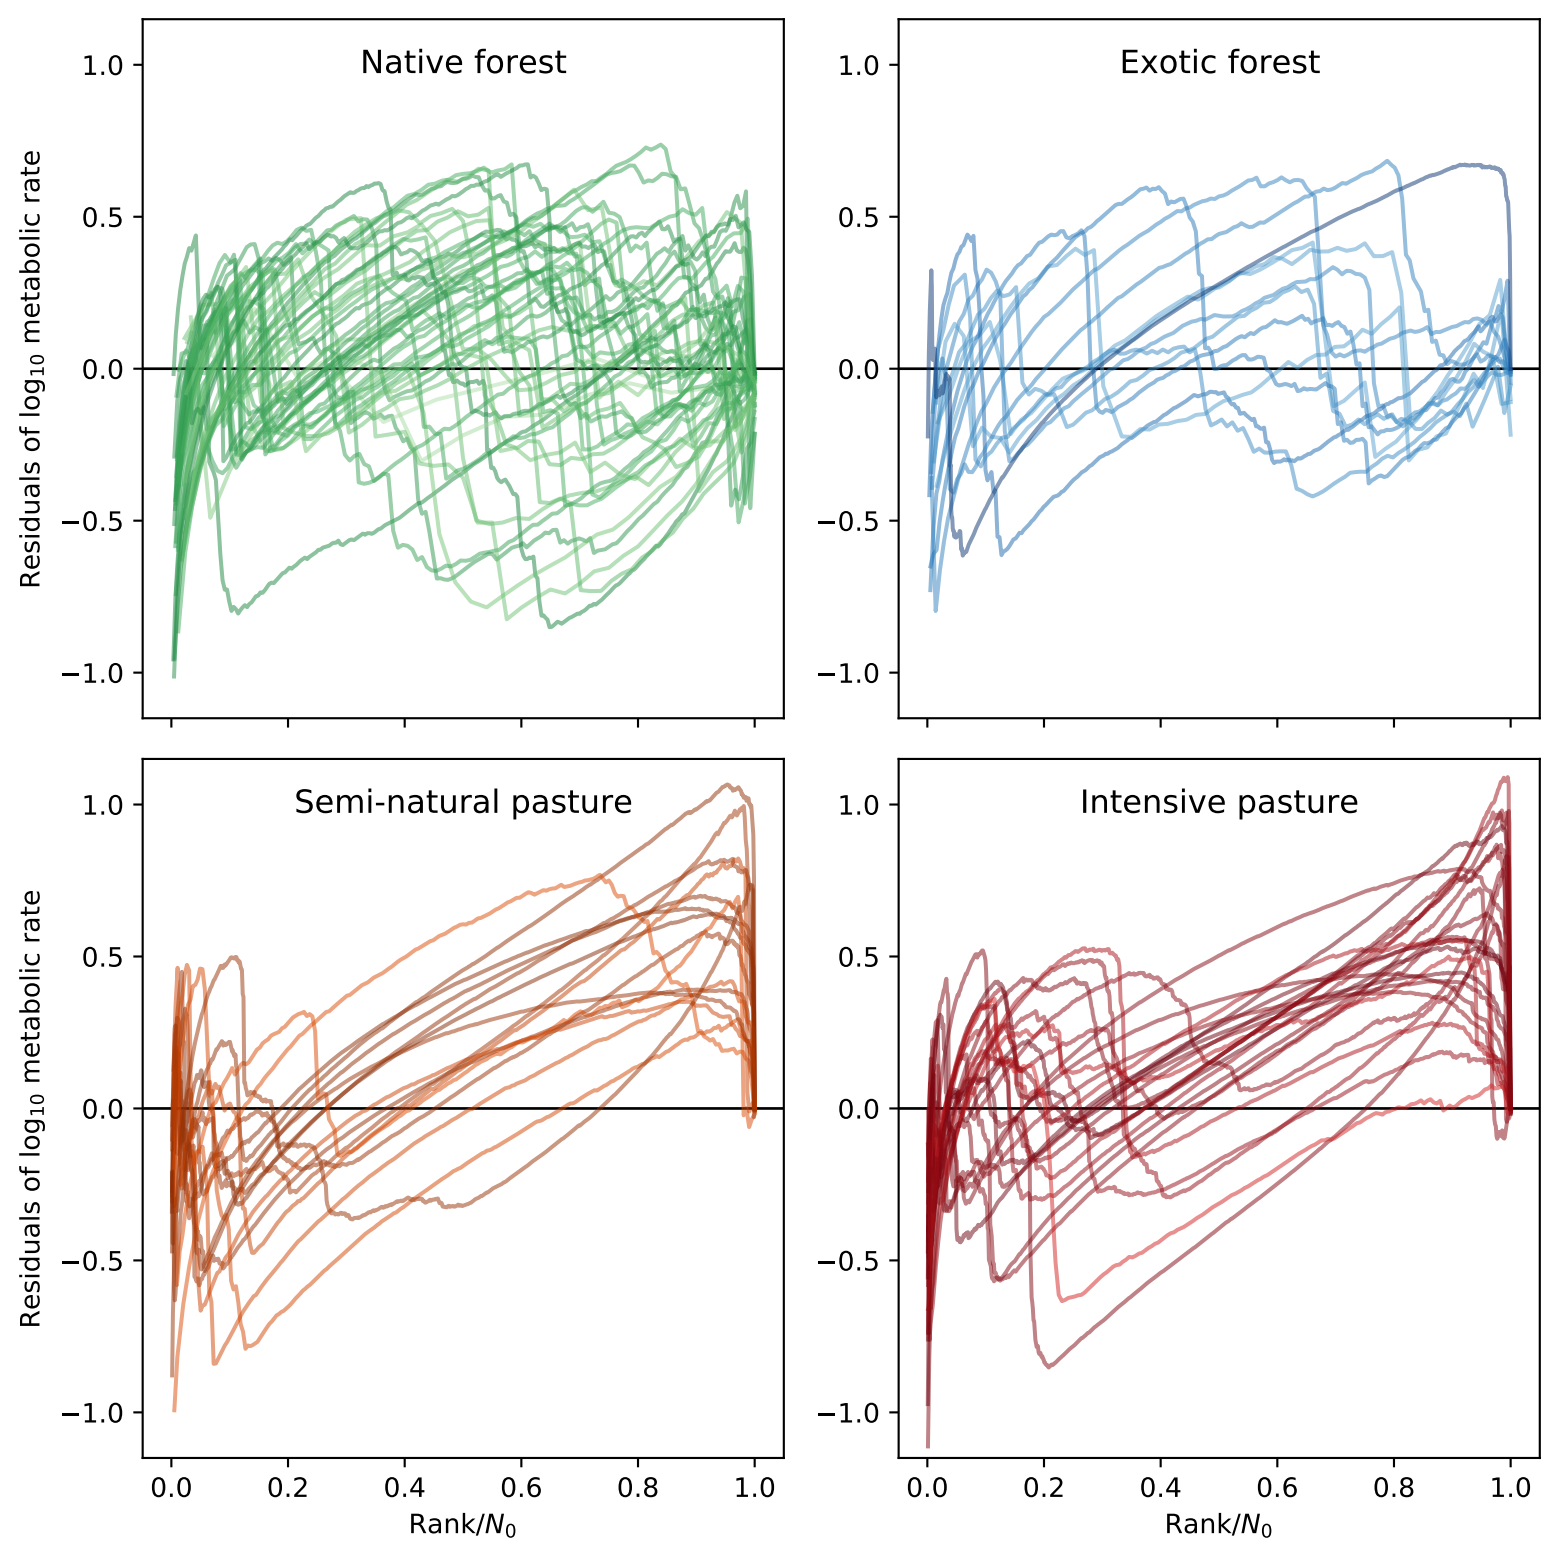 Native forest
Exotic forest
1.0
0.5
0.0
−0.5
−1.0
Residuals of log₁₀ metabolic rate
1.0
0.5
0.0
−0.5
−1.0
Semi-natural pasture
Intensive pasture
1.0
0.5
0.0
−0.5
−1.0
Residuals of log₁₀ metabolic rate
1.0
0.5
0.0
−0.5
−1.0
0.0 0.2 0.4 0.6 0.8 1.0
0.0 0.2 0.4 0.6 0.8 1.0
Rank/N₀
Rank/N₀